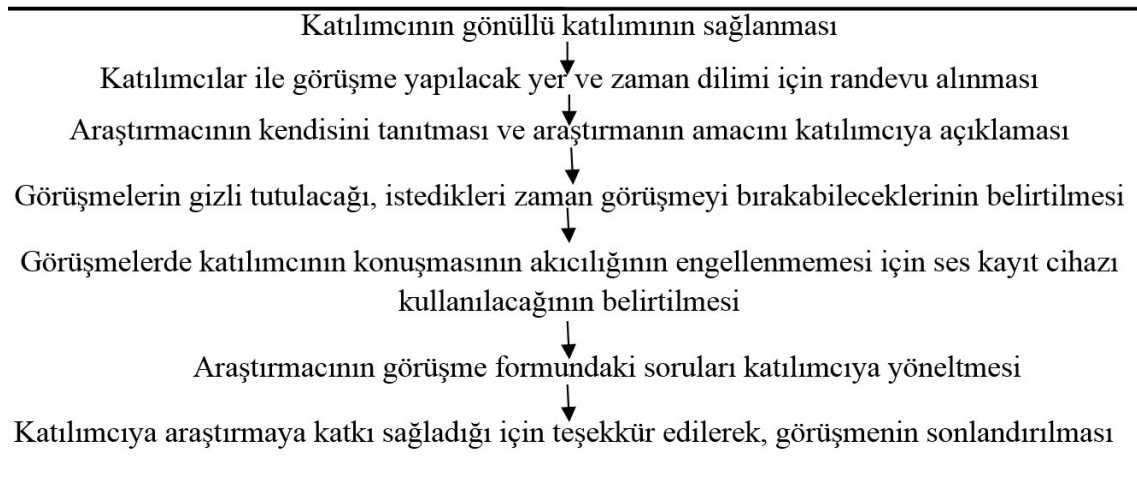 Katılımcının gönüllü katılımının sağlanması
Katılımcılar ile görüşme yapılacak yer ve zaman dilimi için randevu alınması
Araştırmacının kendisini tanıtması ve araştırmanın amacını katılımcıya açıklaması
Görüşmelerin gizli tutulacağı, istedikleri zaman görüşmeyi bırakabileceklerinin belirtilmesi
Görüşmelerde katılımcının konuşmasının akıcılığının engellenmemesi için ses kayıt cihazı
kullanılacağının belirtilmesi
Araştırmacının görüşme formundaki soruları katılımcıya yöneltmesi
Katılımcıya araştırmaya katkı sağladığı için teşekkür edilerek, görüşmenin sonlandırılması